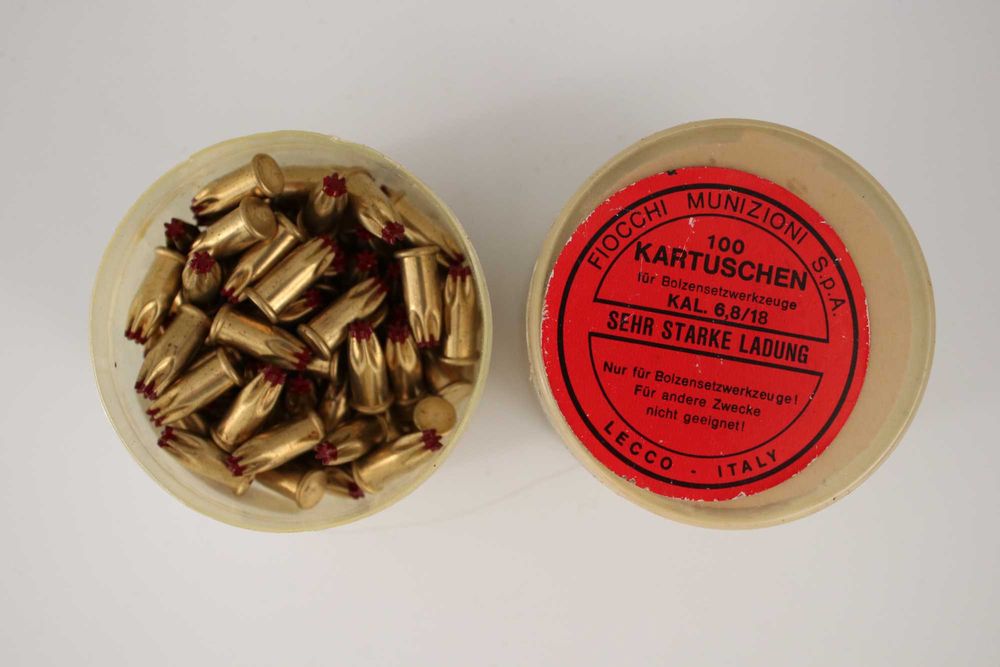 FIOCCHI MUNIZIONI S.p.A.
100
KARTUSCHEN
für Bolzensetzwerkzeuge
KAL. 6,8/18
SEHR STARKE LADUNG
Nur für Bolzensetzwerkzeuge!
Für andere Zwecke
nicht geeignet!
LECCO - ITALY